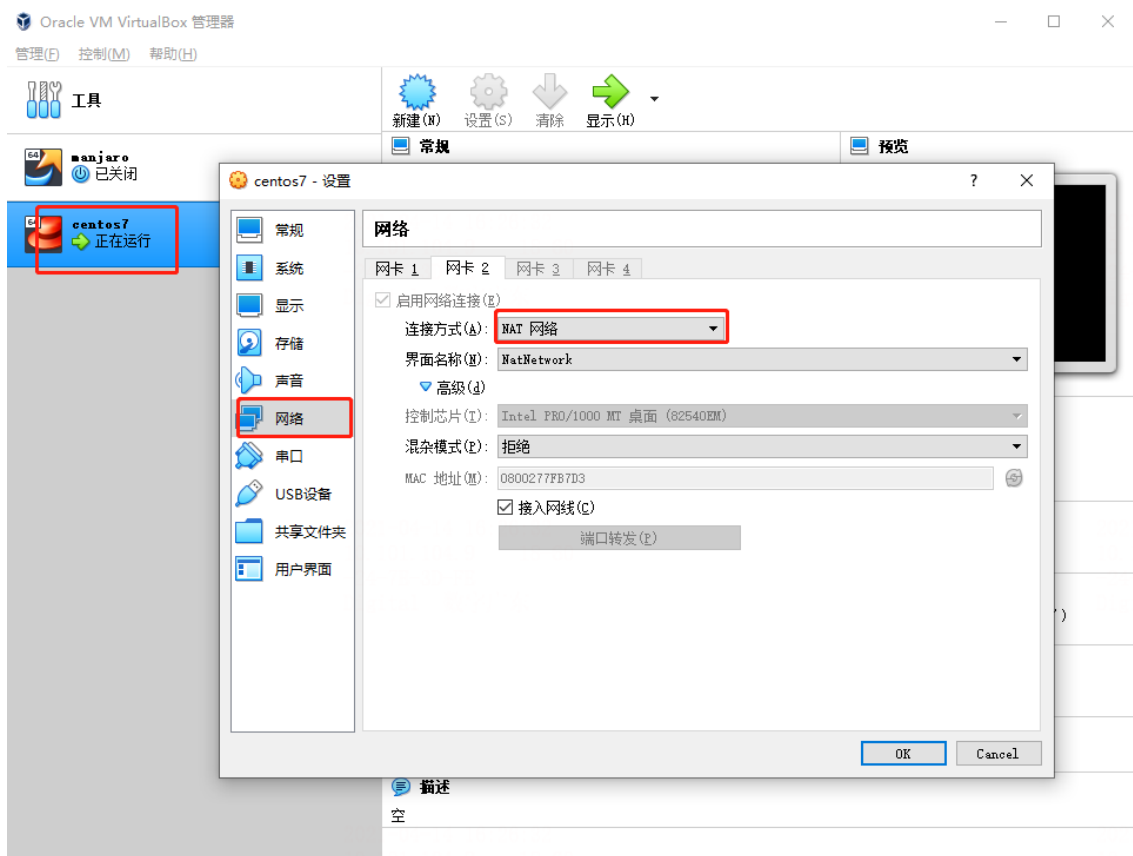 Oracle VM VirtualBox 管理器
管理(F) 控制(M) 帮助(H)
工具
新建(N) 设置(S) 清除 显示(H)
常规 预览
64 manjaro
已关闭
64 centos7
正在运行
centos7 - 设置 ?
常规
系统
显示
存储
声音
网络
串口
USB设备
共享文件夹
用户界面
网络
网卡 1 网卡 2 网卡 3 网卡 4
启用网络连接(E)
连接方式(A): NAT 网络
界面名称(N): NatNetwork
高级(d)
控制芯片(T): Intel PRO/1000 MT 桌面 (82540EM)
混杂模式(P): 拒绝
MAC 地址(M): 0800277FB7D3
接入网线(C)
端口转发(P)
')
OK Cancel
描述
空